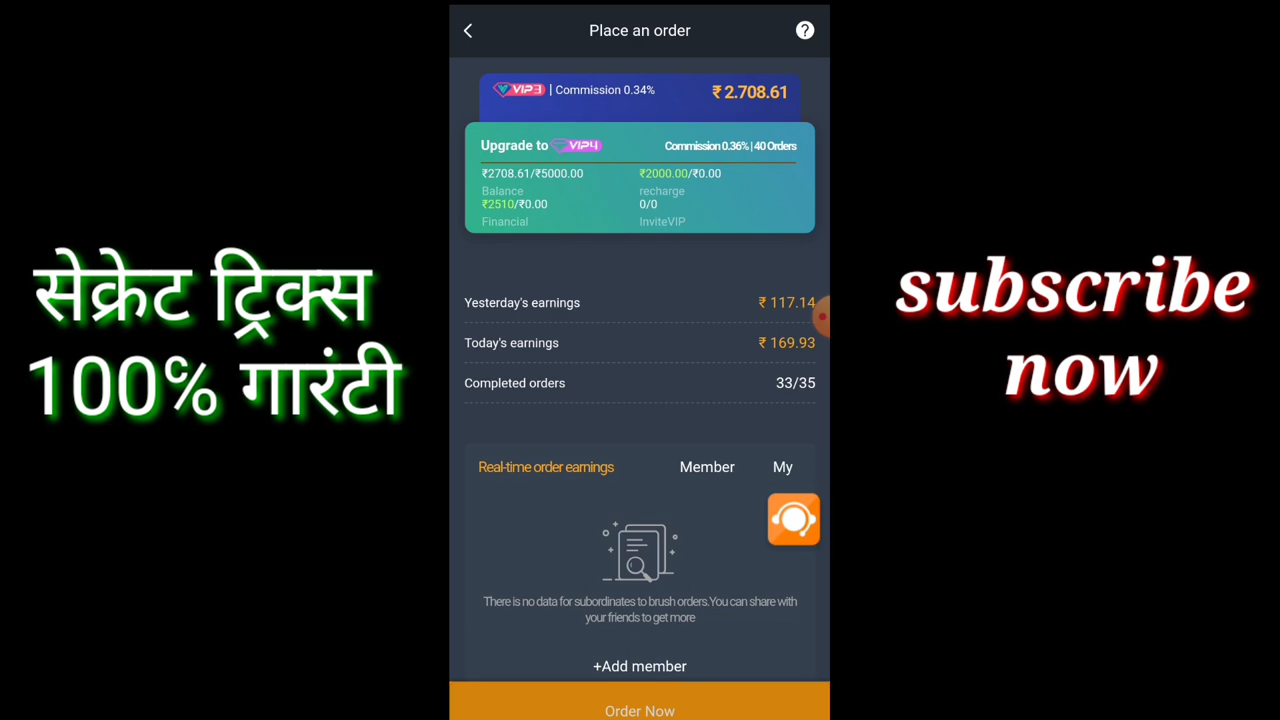 Place an order
?
VIP3 | Commission 0.34%
₹ 2.708.61
Upgrade to VIP4
Commission 0.36% | 40 Orders
₹2708.61/₹5000.00
₹2000.00/₹0.00
Balance
recharge
₹2510/₹0.00
0/0
Financial
InviteVIP
सेक्रेट ट्रिक्स
100% गारंटी
subscribe
now
Yesterday's earnings
₹ 117.14
Today's earnings
₹ 169.93
Completed orders
33/35
Real-time order earnings
Member
My
There is no data for subordinates to brush orders.You can share with
your friends to get more
+Add member
Order Now